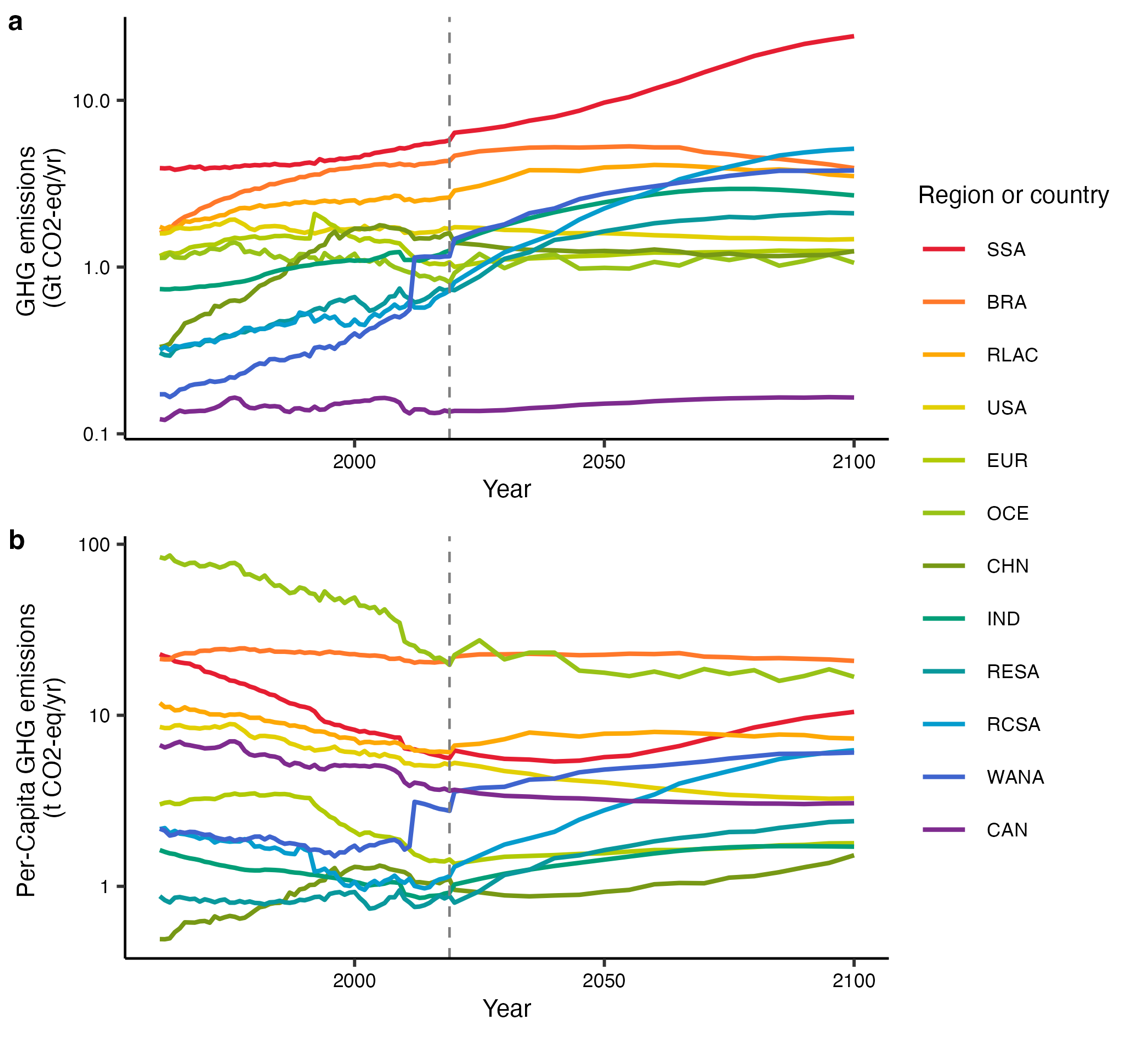 a
GHG emissions
(Gt CO2-eq/yr)
10.0
1.0
0.1
2000
2050
2100
Year
b
Per-Capita GHG emissions
(t CO2-eq/yr)
100
10
1
2000
2050
2100
Year
Region or country
SSA
BRA
RLAC
USA
EUR
OCE
CHN
IND
RESA
RCSA
WANA
CAN